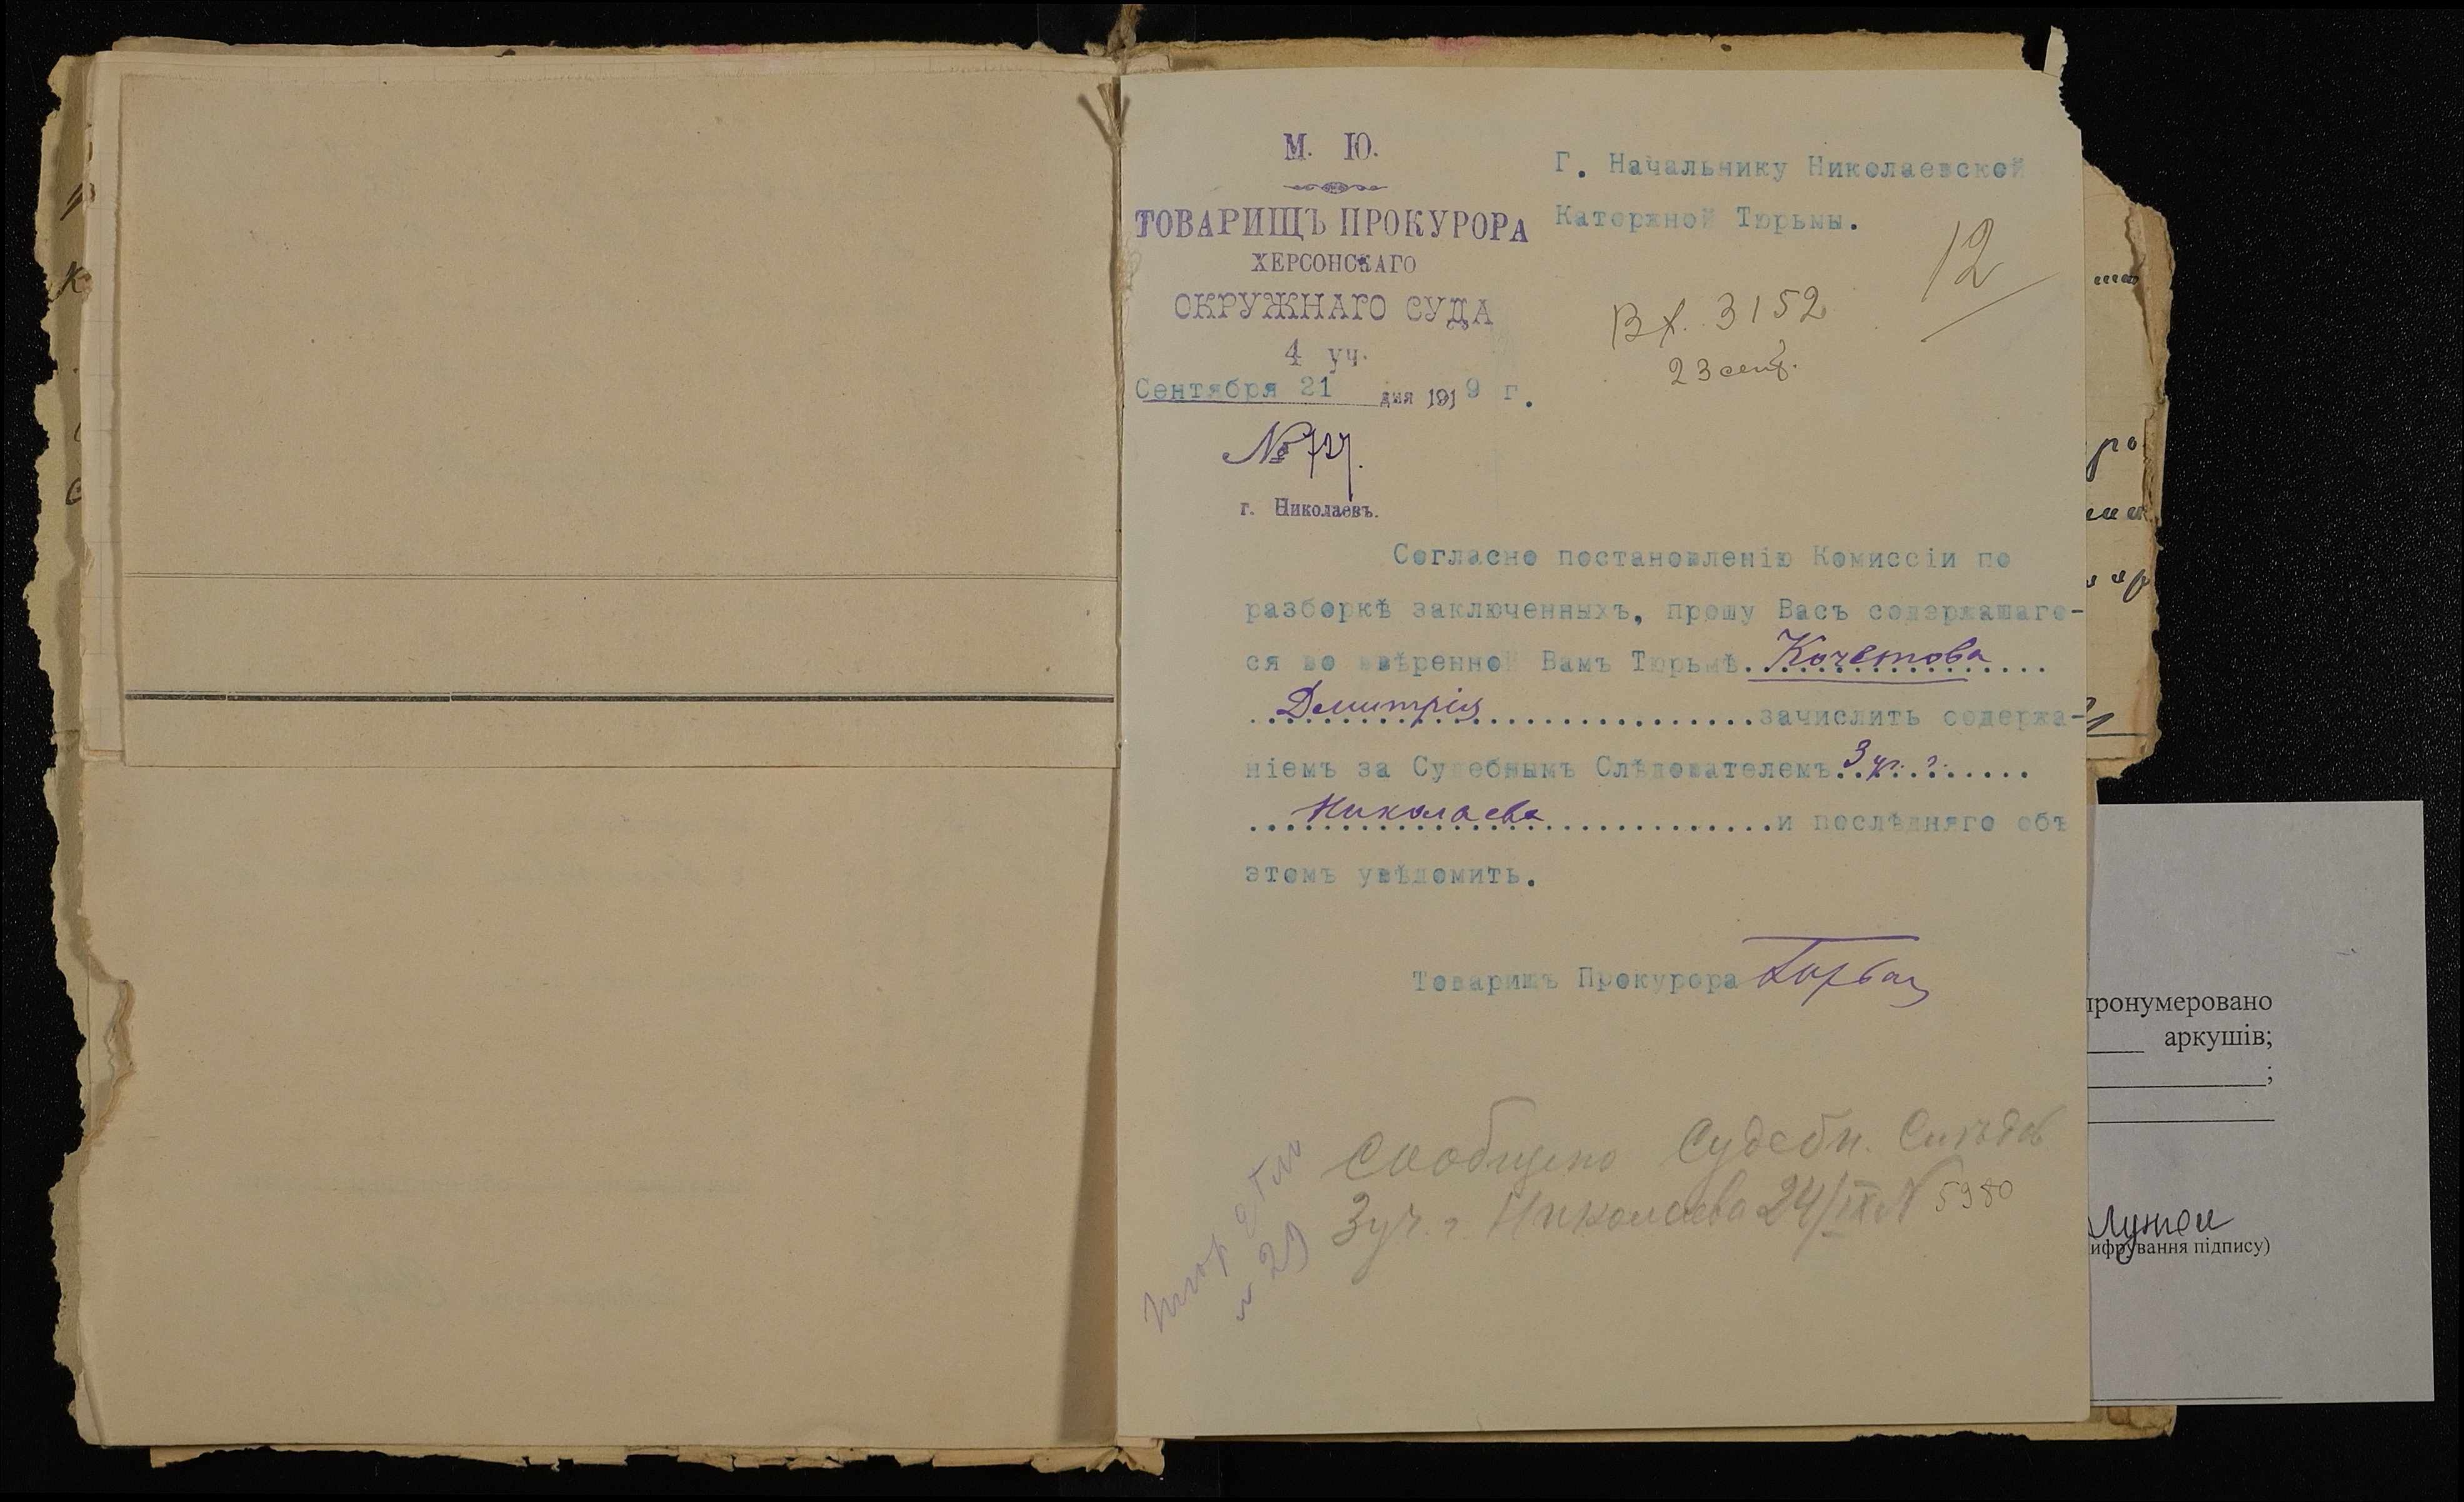 М. Ю.
ТОВАРИЩЪ ПРОКУРОРА
ХЕРСОНСКАГО
ОКРУЖНАГО СУДА
4 уч.
Сентября 21 дня 1919 г.
№
г. Николаевъ.
Г. Начальнику Николаевской
Каторжной Тюрьмы.
12
Вх. 3152
23 сент.
Согласно постановленію Комиссіи по
разборкѣ заключенныхъ, прошу Васъ содержащаго-
ся во ввѣренной Вамъ Тюрьмѣ Кочетова
Дмитрія зачислить содержа-
ніемъ за Судебнымъ Слѣдователемъ 3 уч. г.
Николаева и послѣдняго объ
этомъ увѣдомить.
Товарищъ Прокурора
Сообщено Судебн. Слѣдов
3 уч. г. Николаева 24/IX № 5980
пронумеровано
аркушів;
;
ифрування підпису)